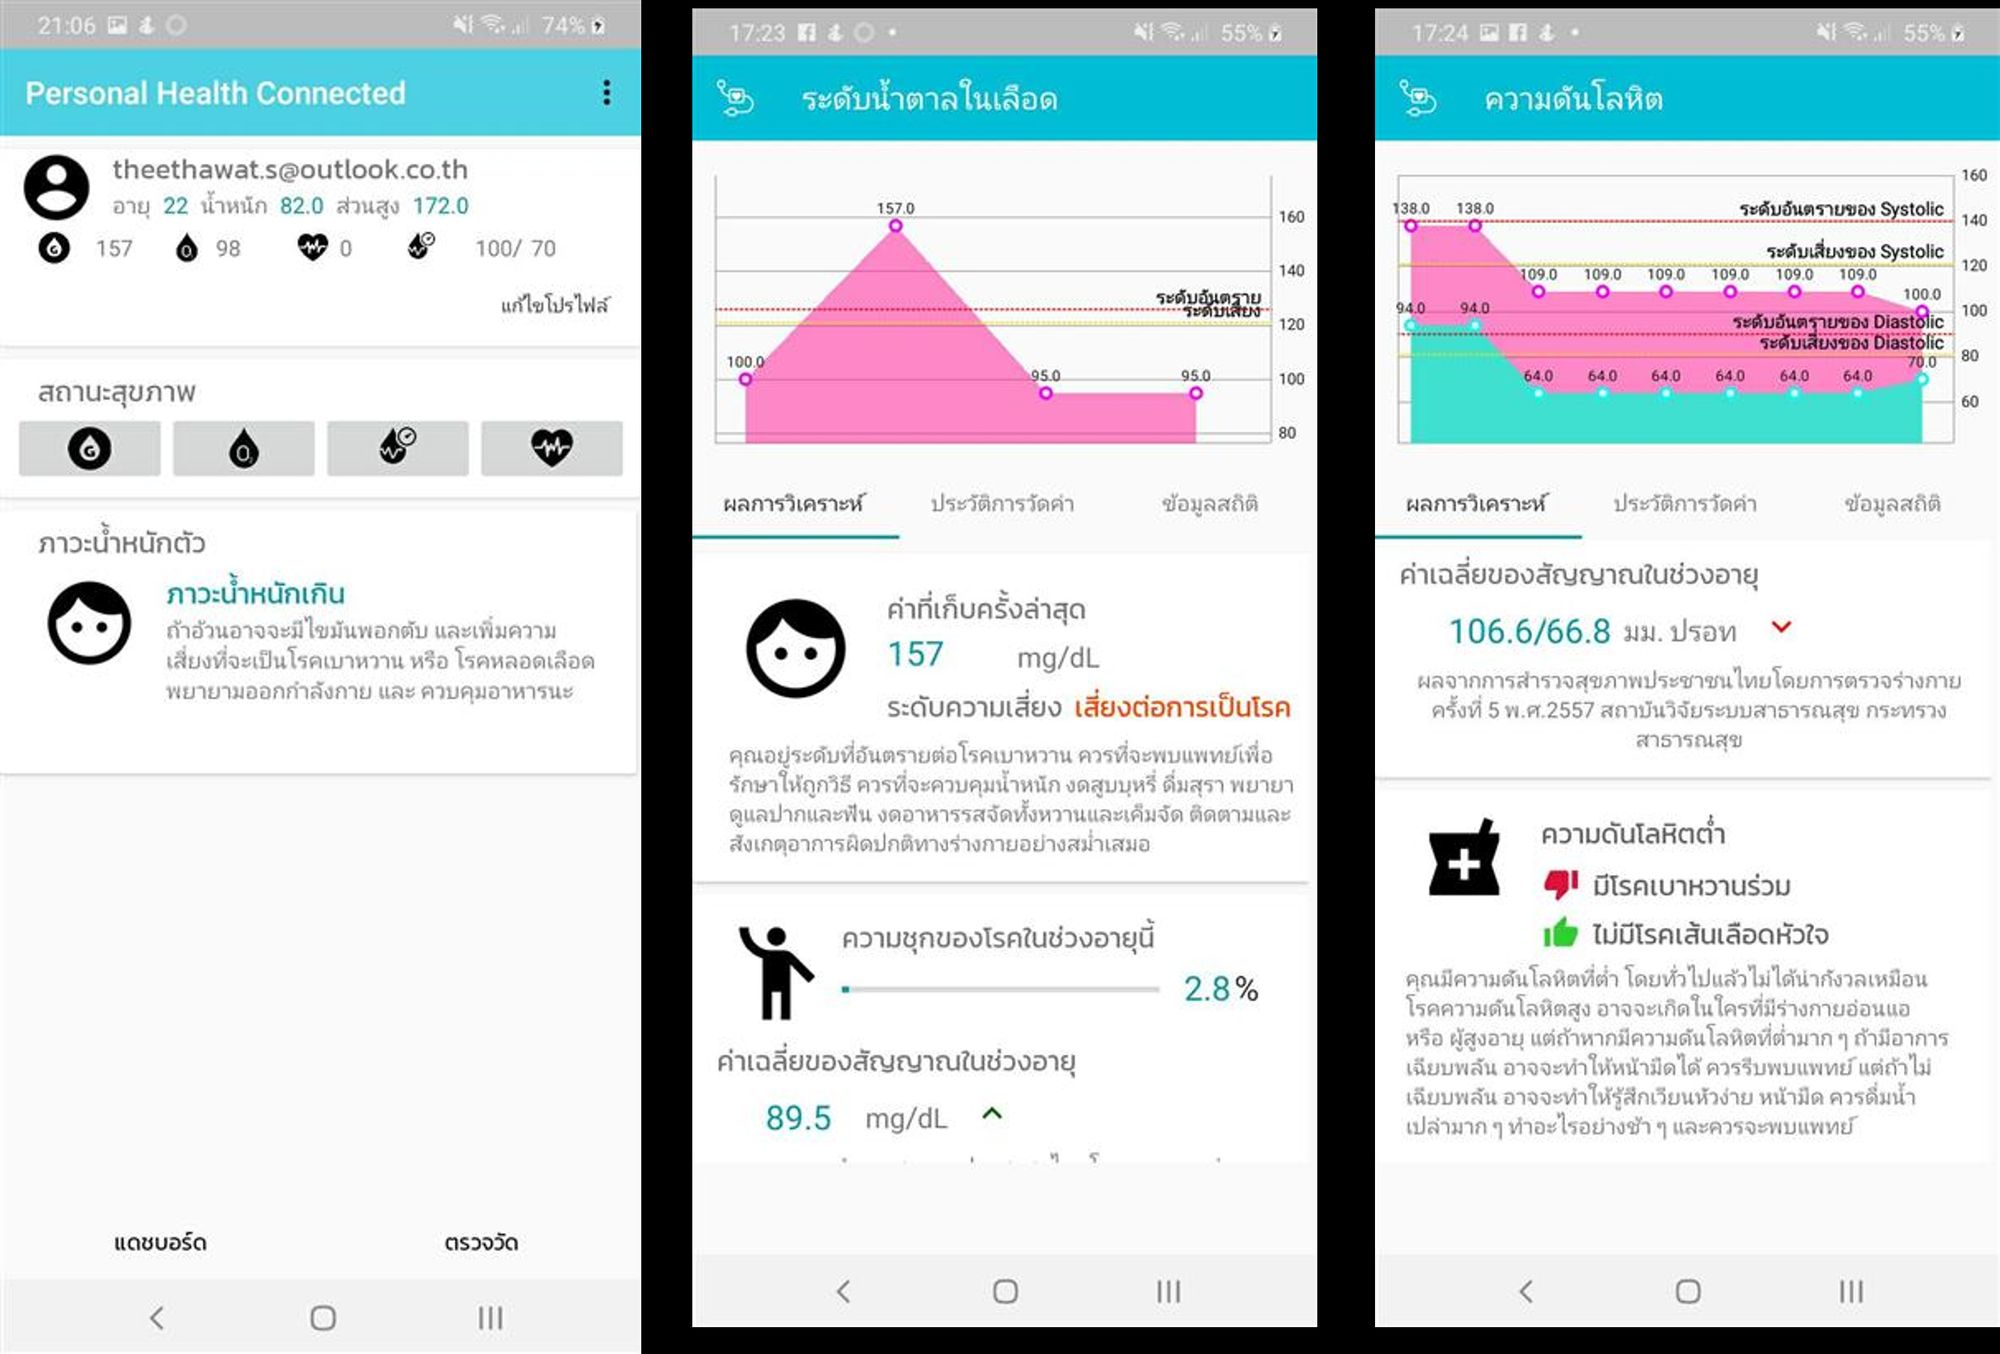 21:06
74%
Personal Health Connected
theethawat.s@outlook.co.th
อายุ 22 น้ำหนัก 82.0 ส่วนสูง 172.0
G 157 O2 98 0 100/ 70
แก้ไขโปรไฟล์
สถานะสุขภาพ
G O2
ภาวะน้ำหนักตัว
ภาวะน้ำหนักเกิน
ถ้าอ้วนอาจจะมีไขมันพอกตับ และเพิ่มความ
เสี่ยงที่จะเป็นโรคเบาหวาน หรือ โรคหลอดเลือด
พยายามออกกำลังกาย และ ควบคุมอาหารนะ
แดชบอร์ด
ตรวจวัด
17:23
55%
ระดับน้ำตาลในเลือด
157.0
160
140
ระดับอันตราย
ระดับเสี่ยง
120
100.0
95.0
95.0
100
80
ผลการวิเคราะห์
ประวัติการวัดค่า
ข้อมูลสถิติ
ค่าที่เก็บครั้งล่าสุด
157 mg/dL
ระดับความเสี่ยง เสี่ยงต่อการเป็นโรค
คุณอยู่ระดับที่อันตรายต่อโรคเบาหวาน ควรที่จะพบแพทย์เพื่อ
รักษาให้ถูกวิธี ควรที่จะควบคุมน้ำหนัก งดสูบบุหรี่ ดื่มสุรา พยายา
ดูแลปากและฟัน งดอาหารรสจัดทั้งหวานและเค็มจัด ติดตามและ
สังเกตุอาการผิดปกติทางร่างกายอย่างสม่ำเสมอ
ความชุกของโรคในช่วงอายุนี้
2.8 %
ค่าเฉลี่ยของสัญญาณในช่วงอายุ
89.5 mg/dL
17:24
55%
ความดันโลหิต
160
138.0 138.0
ระดับอันตรายของ Systolic
140
ระดับเสี่ยงของ Systolic
120
109.0 109.0 109.0 109.0 109.0 109.0
100.0
94.0 94.0
100
ระดับอันตรายของ Diastolic
ระดับเสี่ยงของ Diastolic
80
70.0
64.0 64.0 64.0 64.0 64.0 64.0
60
ผลการวิเคราะห์
ประวัติการวัดค่า
ข้อมูลสถิติ
ค่าเฉลี่ยของสัญญาณในช่วงอายุ
106.6/66.8 มม. ปรอท
ผลจากการสำรวจสุขภาพประชาชนไทยโดยการตรวจร่างกาย
ครั้งที่ 5 พ.ศ.2557 สถาบันวิจัยระบบสาธารณสุข กระทรวง
สาธารณสุข
ความดันโลหิตต่ำ
มีโรคเบาหวานร่วม
ไม่มีโรคเส้นเลือดหัวใจ
คุณมีความดันโลหิตที่ต่ำ โดยทั่วไปแล้วไม่ได้น่ากังวลเหมือน
โรคความดันโลหิตสูง อาจจะเกิดในใครที่มีร่างกายอ่อนแอ
หรือ ผู้สูงอายุ แต่ถ้าหากมีความดันโลหิตที่ต่ำมาก ๆ ถ้ามีอาการ
เฉียบพลัน อาจจะทำให้หน้ามืดได้ ควรรีบพบแพทย์ แต่ถ้าไม่
เฉียบพลัน อาจจะทำให้รู้สึกเวียนหัวง่าย หน้ามืด ควรดื่มน้ำ
เปล่ามาก ๆ ทำอะไรอย่างช้า ๆ และควรจะพบแพทย์